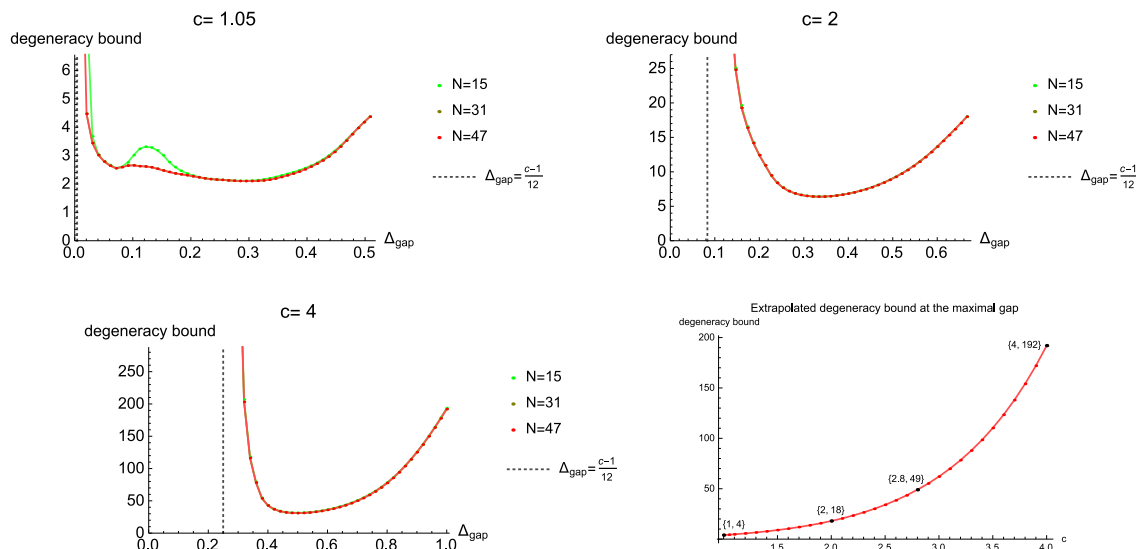 c= 1.05
degeneracy bound
6
5
4
3
2
1
0
0.0 0.1 0.2 0.3 0.4 0.5
Δgap
N=15
N=31
N=47
Δgap=c−1/12
c= 2
degeneracy bound
25
20
15
10
5
0
0.0 0.1 0.2 0.3 0.4 0.5 0.6
Δgap
N=15
N=31
N=47
Δgap=c−1/12
c= 4
degeneracy bound
250
200
150
100
50
0
0.0 0.2 0.4 0.6 0.8 1.0
Δgap
N=15
N=31
N=47
Δgap=c−1/12
Extrapolated degeneracy bound at the maximal gap
degeneracy bound
200
150
100
50
{4, 192}
{2.8, 49}
{2, 18}
{1, 4}
1.5 2.0 2.5 3.0 3.5 4.0
c